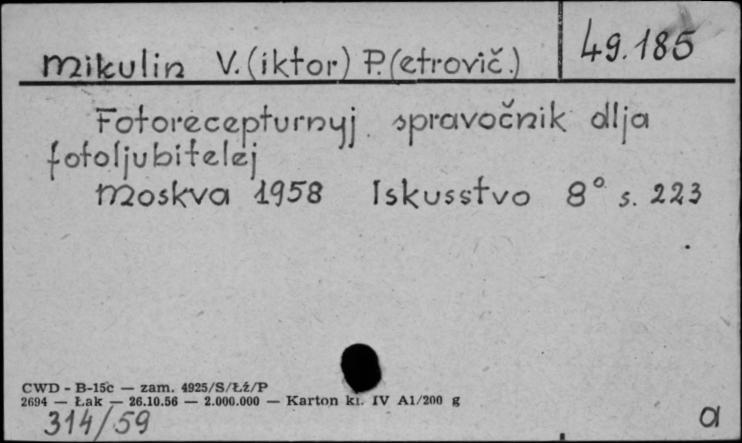 49.185
Mikulin V.(iktor) P.(etrovič.)
Fotorecepturnyj spravočnik dlja
fotoljubitelej
Moskva 1958 Iskusstvo 8° s. 223
CWD - B-15c — zam. 4925/S/Łź/P
2694 — Łak — 26.10.56 — 2.000.000 — Karton kl. IV A1/200 g
314/59
a